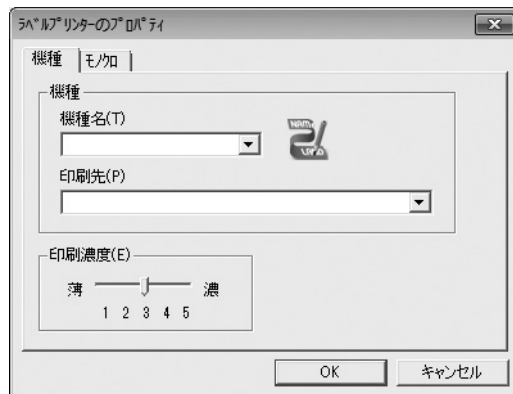 ﾗﾍﾞﾙﾌﾟﾘﾝﾀｰのﾌﾟﾛﾊﾟﾃｨ
機種
ﾓﾉｸﾛ
機種
機種名(T)
印刷先(P)
印刷濃度(E)
薄 濃
1 2 3 4 5
OK キャンセル